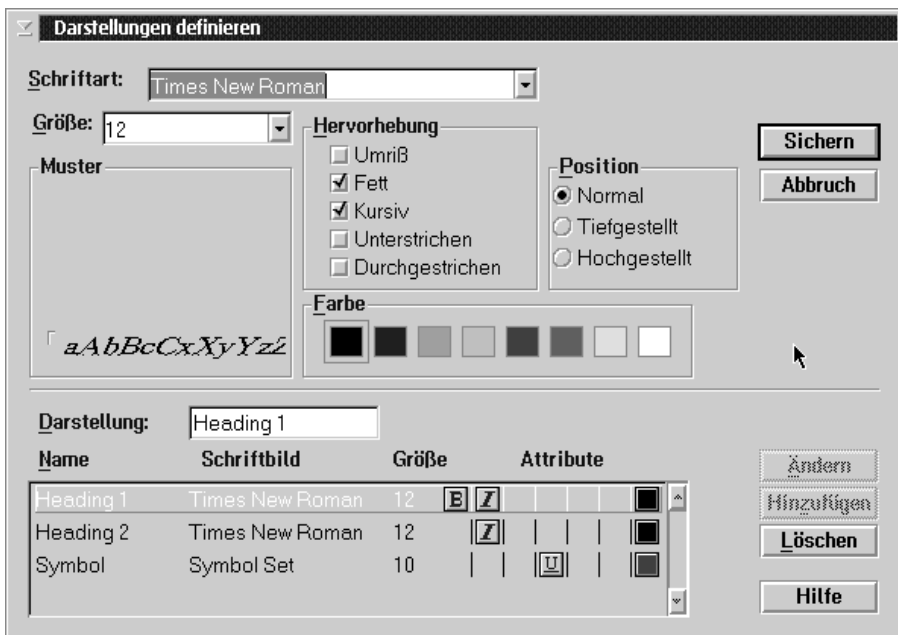 Darstellungen definieren
Schriftart: Times New Roman
Größe: 12
Hervorhebung
Umriß
Fett
Kursiv
Unterstrichen
Durchgestrichen
Position
Normal
Tiefgestellt
Hochgestellt
Sichern
Abbruch
Muster
aAbBcCxXyYzZ
Farbe
Darstellung: Heading 1
Name Schriftbild Größe Attribute
Heading 1 Times New Roman 12 B I
Heading 2 Times New Roman 12 I
Symbol Symbol Set 10 U
Ändern
Hinzufügen
Löschen
Hilfe